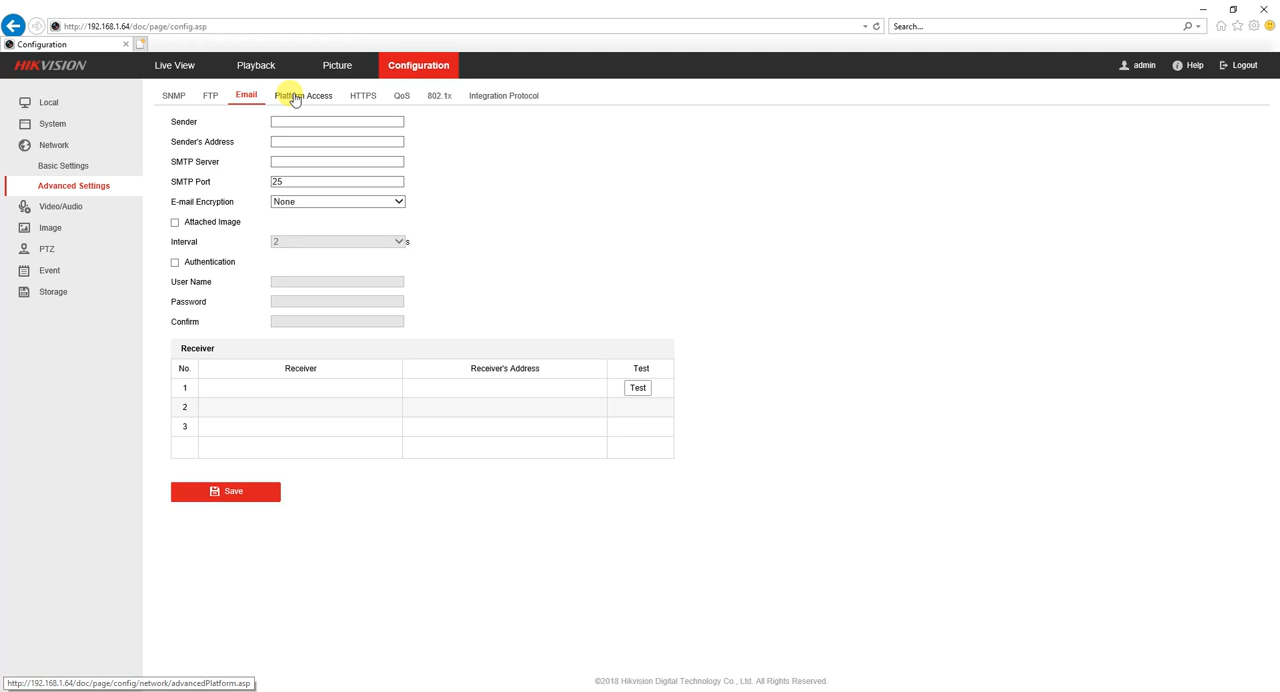 http://192.168.1.64/doc/page/config.asp
Search...
Configuration
HIKVISION
Live View
Playback
Picture
Configuration
admin
Help
Logout
Local
System
Network
Basic Settings
Advanced Settings
Video/Audio
Image
PTZ
Event
Storage
SNMP
FTP
Email
Platform Access
HTTPS
QoS
802.1x
Integration Protocol
Sender
Sender's Address
SMTP Server
SMTP Port
25
E-mail Encryption
None
Attached Image
Interval
2
s
Authentication
User Name
Password
Confirm
Receiver
No. Receiver Receiver's Address Test
1 Test
2
3
Save
©2018 Hikvision Digital Technology Co., Ltd. All Rights Reserved.
http://192.168.1.64/doc/page/config/network/advancedPlatform.asp